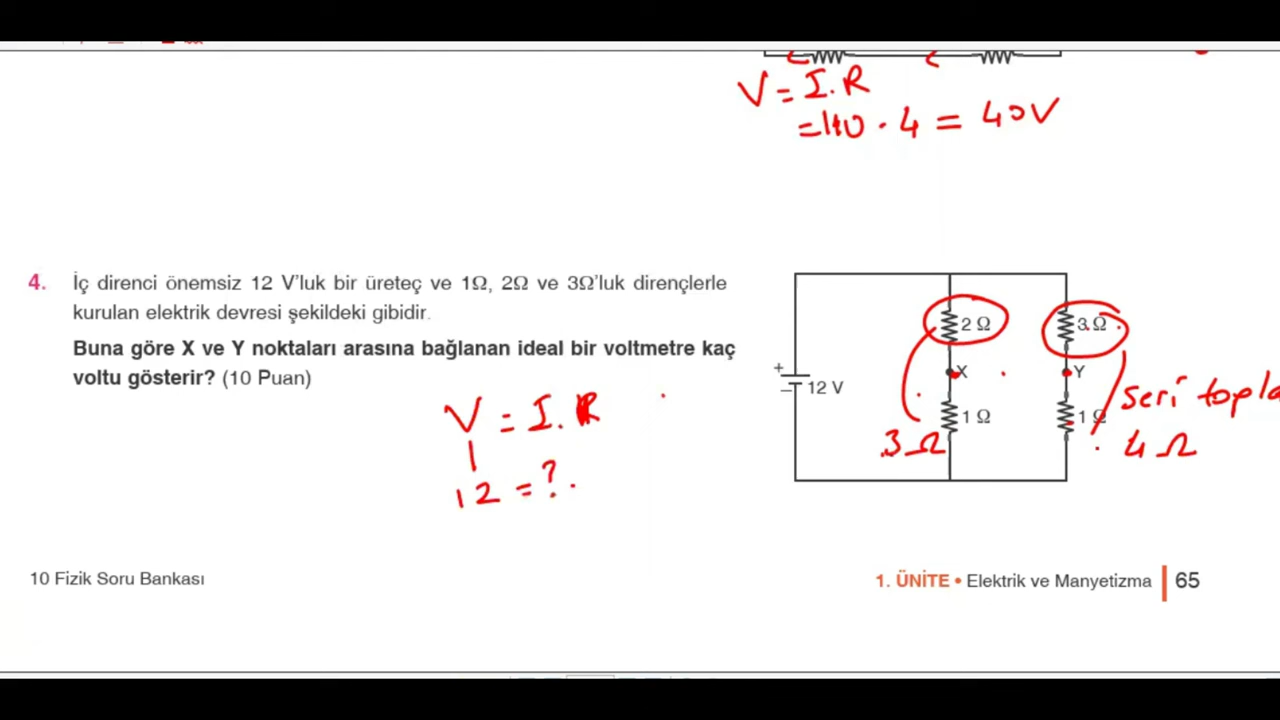 V = I.R
= 10 . 4 = 40V
4. İç direnci önemsiz 12 V'luk bir üreteç ve 1Ω, 2Ω ve 3Ω'luk dirençlerle
kurulan elektrik devresi şekildeki gibidir.
Buna göre X ve Y noktaları arasına bağlanan ideal bir voltmetre kaç
voltu gösterir? (10 Puan)
V = I.R
12 = ?
2 Ω
3 Ω
+
X
Y
–
12 V
seri topla
1 Ω
1 Ω
3 Ω
4 Ω
10 Fizik Soru Bankası
1. ÜNİTE • Elektrik ve Manyetizma 65